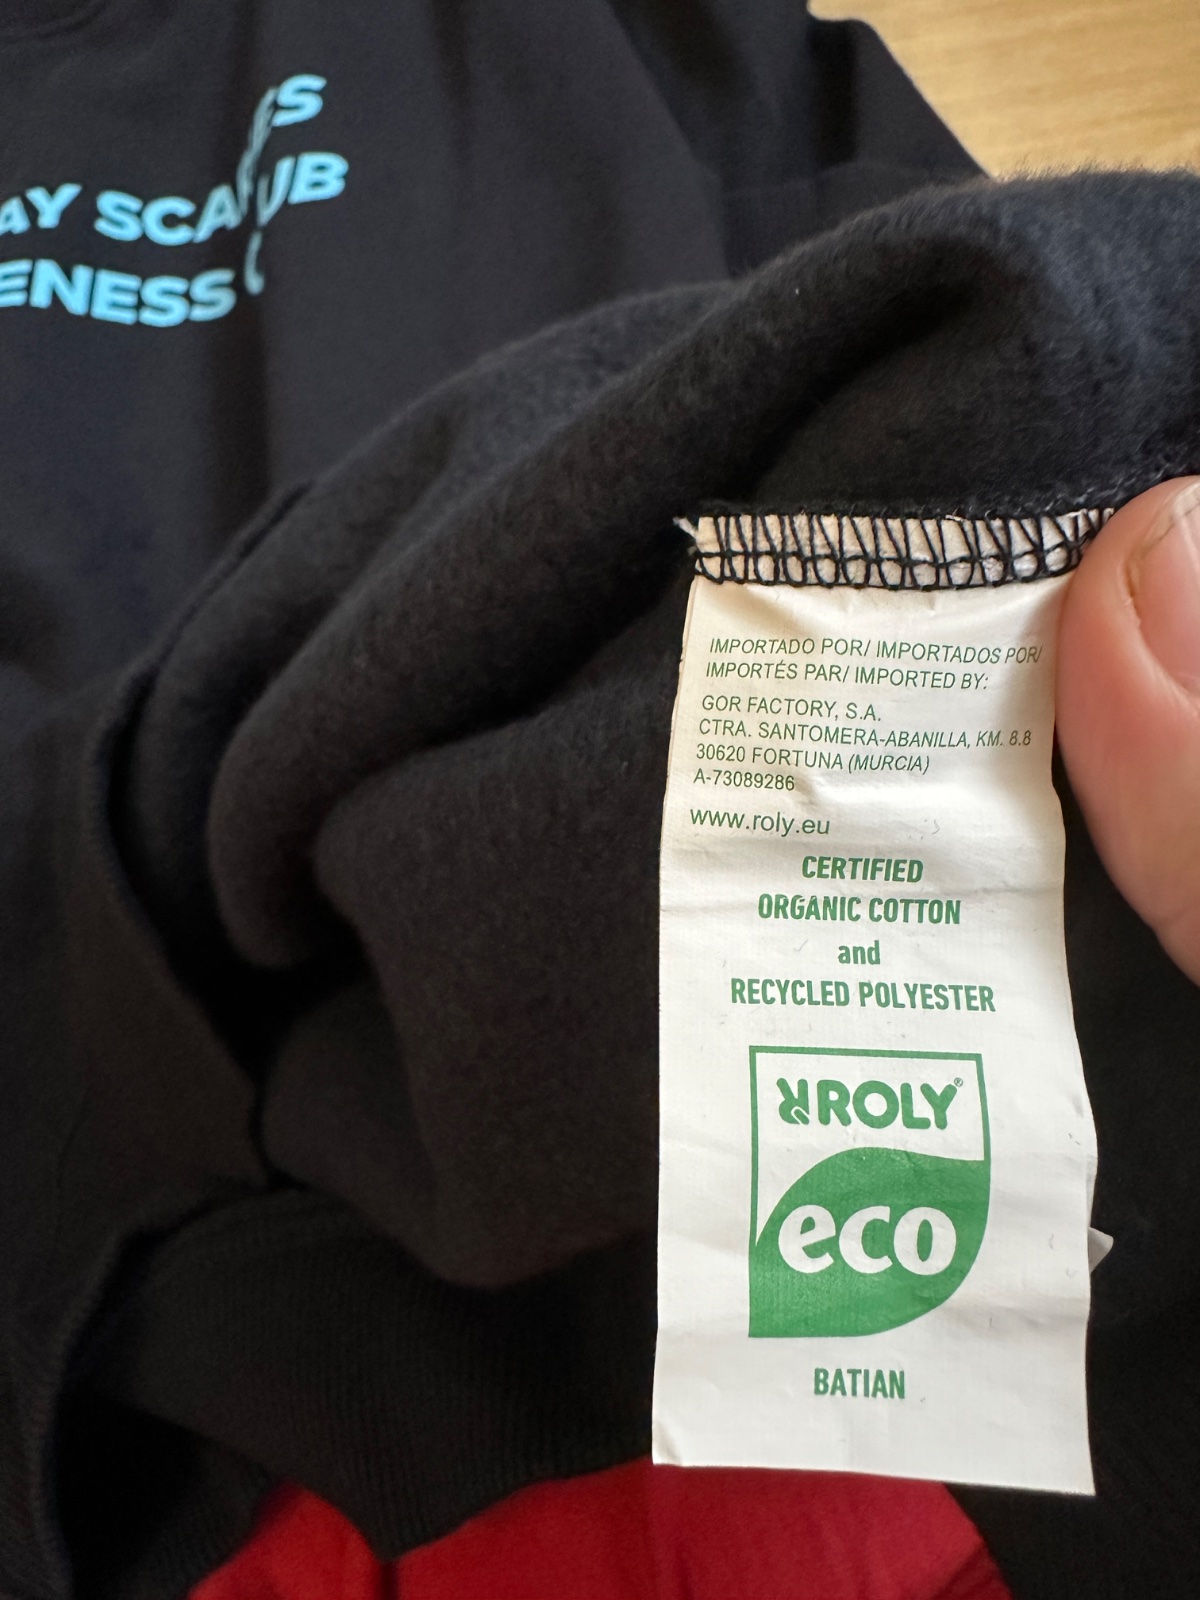 AY SCA
UB
ENESS
IMPORTADO POR/ IMPORTADOS POR/
IMPORTÉS PAR/ IMPORTED BY:
GOR FACTORY, S.A.
CTRA. SANTOMERA-ABANILLA, KM. 8.8
30620 FORTUNA (MURCIA)
A-73089286
www.roly.eu
CERTIFIED
ORGANIC COTTON
and
RECYCLED POLYESTER
ROLY®
eco
BATIAN